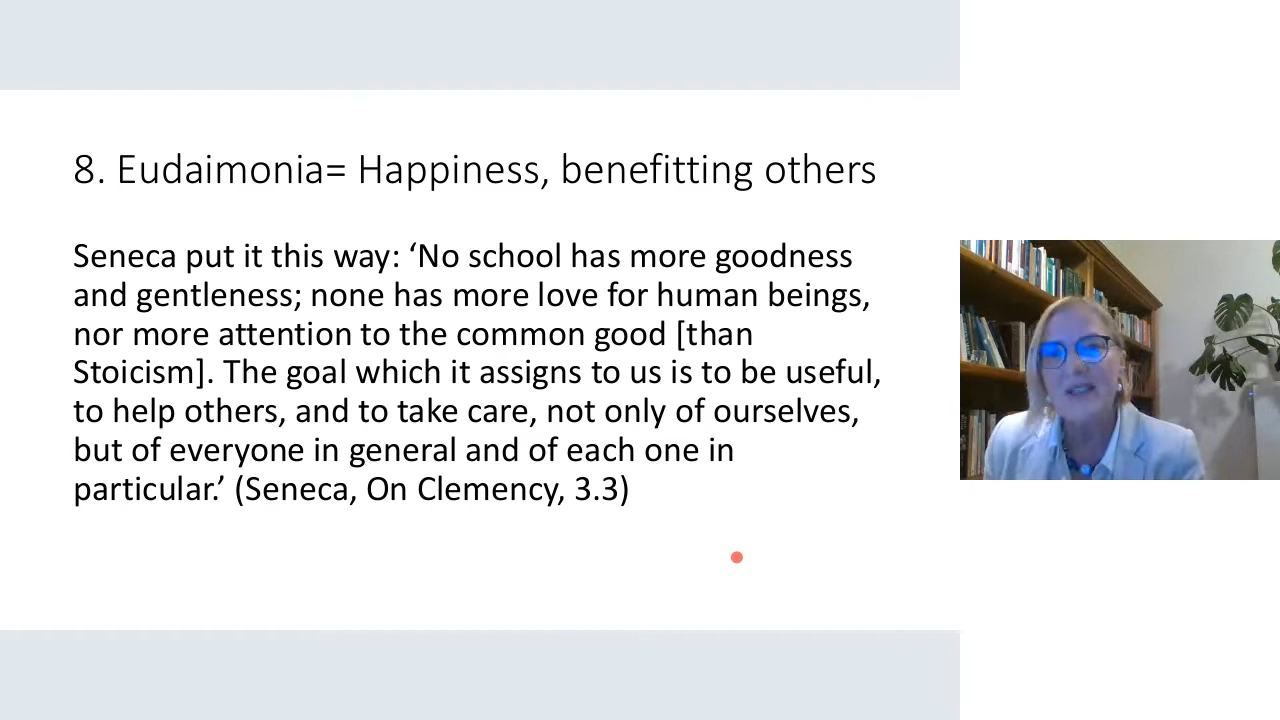 8. Eudaimonia= Happiness, benefitting others
Seneca put it this way: ‘No school has more goodness
and gentleness; none has more love for human beings,
nor more attention to the common good [than
Stoicism]. The goal which it assigns to us is to be useful,
to help others, and to take care, not only of ourselves,
but of everyone in general and of each one in
particular.’ (Seneca, On Clemency, 3.3)